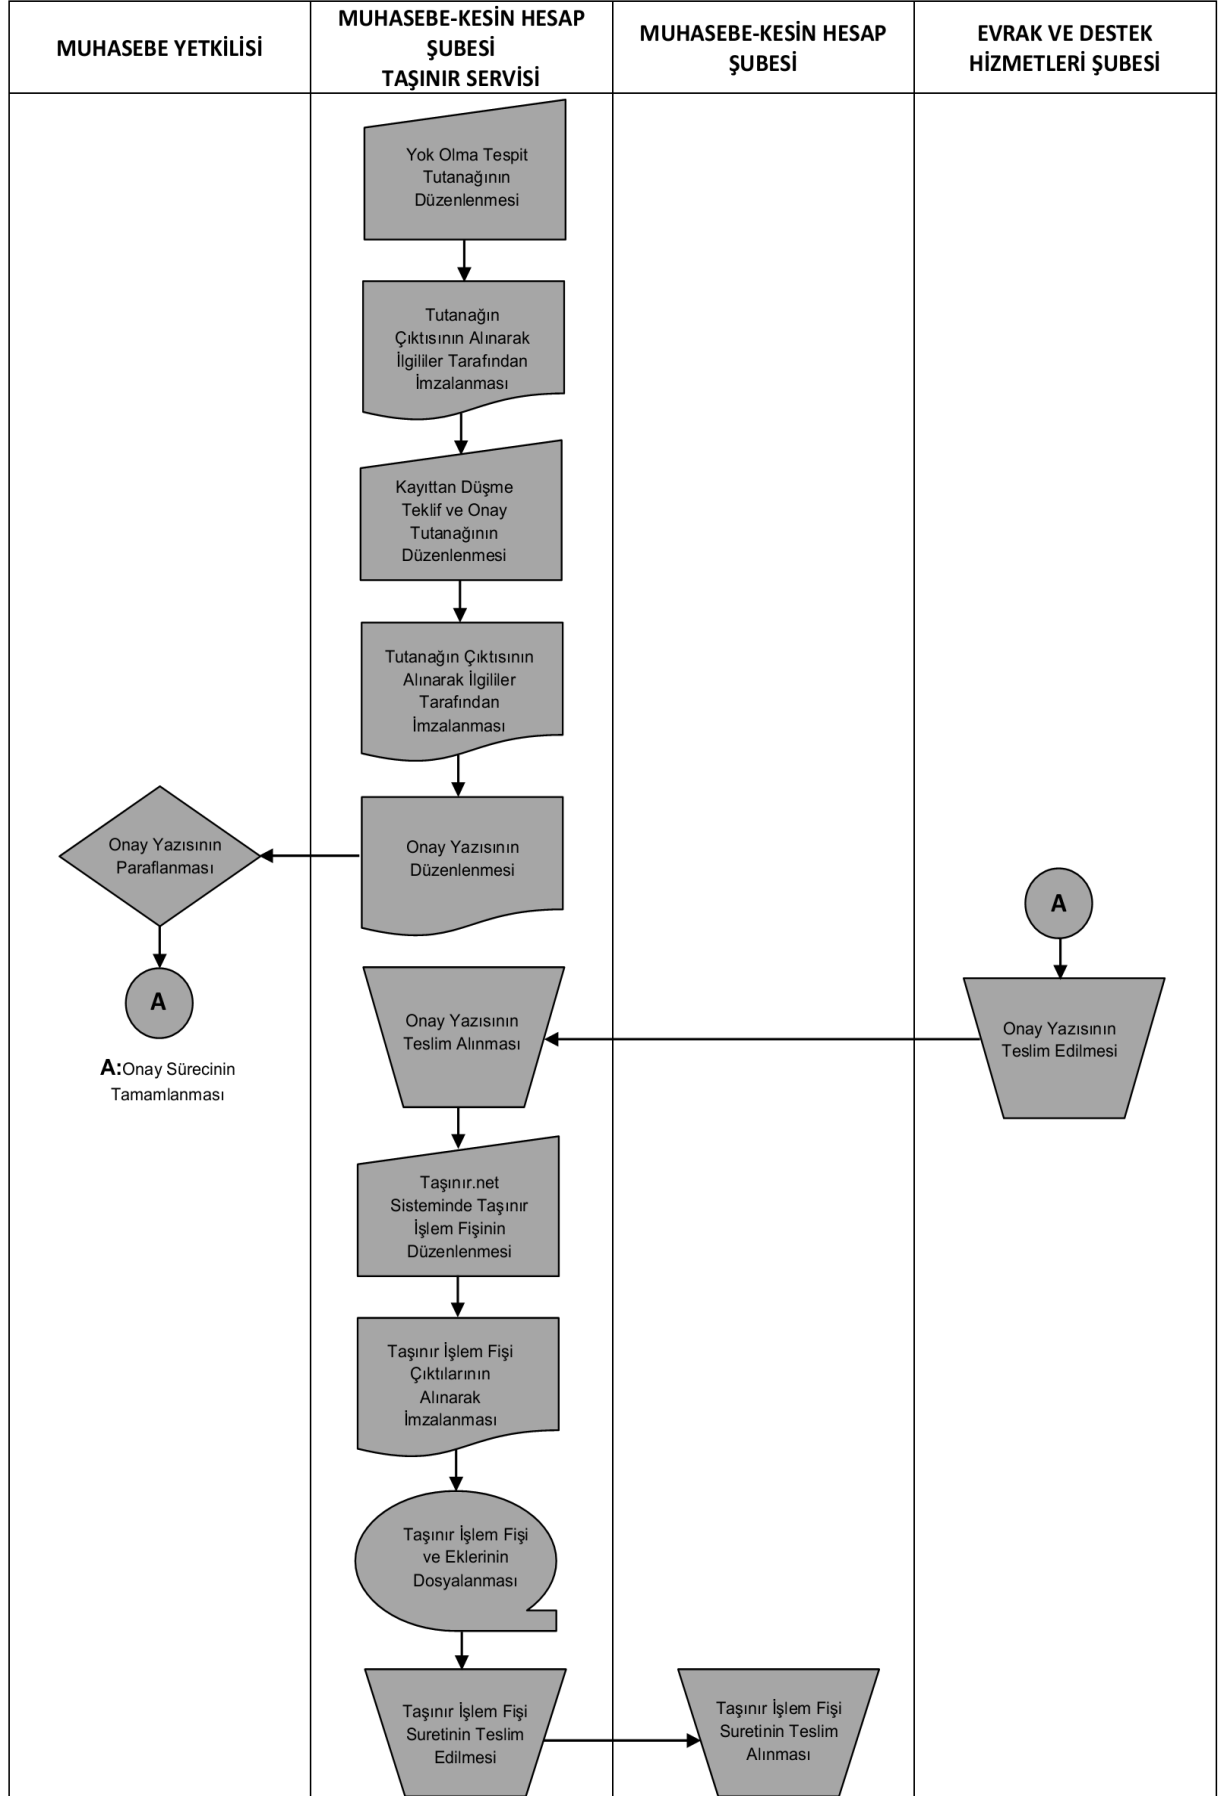 MUHASEBE YETKİLİSİ
MUHASEBE-KESİN HESAP
ŞUBESİ
TAŞINIR SERVİSİ
MUHASEBE-KESİN HESAP
ŞUBESİ
EVRAK VE DESTEK
HİZMETLERİ ŞUBESİ
Yok Olma Tespit
Tutanağının
Düzenlenmesi
Tutanağın
Çıktısının Alınarak
İlgililer Tarafından
İmzalanması
Kayıttan Düşme
Teklif ve Onay
Tutanağının
Düzenlenmesi
Tutanağın Çıktısının
Alınarak İlgililer
Tarafından
İmzalanması
Onay Yazısının
Düzenlenmesi
Onay Yazısının
Paraflanması
A
A:Onay Sürecinin
Tamamlanması
A
Onay Yazısının
Teslim Edilmesi
Onay Yazısının
Teslim Alınması
Taşınır.net
Sisteminde Taşınır
İşlem Fişinin
Düzenlenmesi
Taşınır İşlem Fişi
Çıktılarının
Alınarak
İmzalanması
Taşınır İşlem Fişi
ve Eklerinin
Dosyalanması
Taşınır İşlem Fişi
Suretinin Teslim
Edilmesi
Taşınır İşlem Fişi
Suretinin Teslim
Alınması